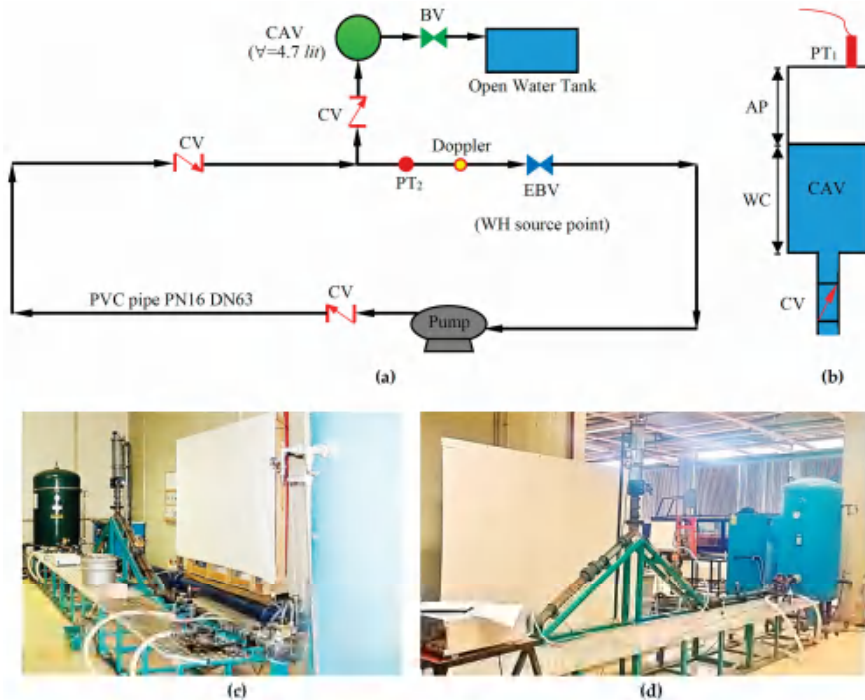 CAV
(∀=4.7 lit)
BV
Open Water Tank
CV
CV
Doppler
PT2
EBV
(WH source point)
PVC pipe PN16 DN63
CV
Pump
(a)
PT1
AP
WC
CAV
CV
(b)
(c)
(d)